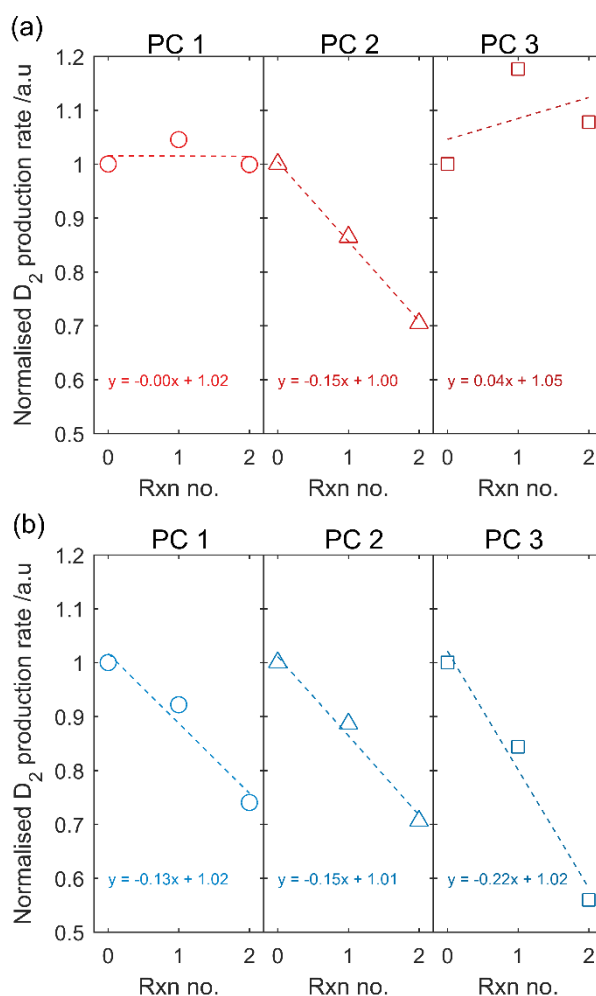 (a)
PC 1 PC 2 PC 3
Normalised D2 production rate /a.u
1.2
1.1
1
0.9
0.8
0.7
0.6
0.5
y = -0.00x + 1.02 y = -0.15x + 1.00 y = 0.04x + 1.05
0 1 2 0 1 2 0 1 2
Rxn no. Rxn no. Rxn no.
(b)
PC 1 PC 2 PC 3
Normalised D2 production rate /a.u
1.2
1.1
1
0.9
0.8
0.7
0.6
0.5
y = -0.13x + 1.02 y = -0.15x + 1.01 y = -0.22x + 1.02
0 1 2 0 1 2 0 1 2
Rxn no. Rxn no. Rxn no.